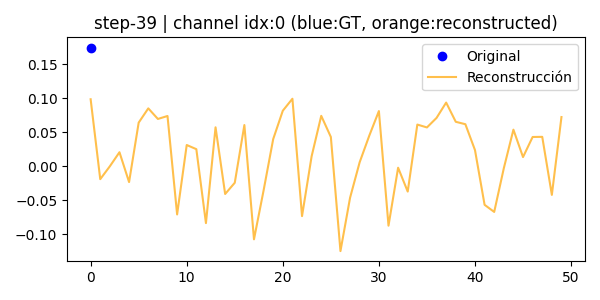 step-39 | channel idx:0 (blue:GT, orange:reconstructed)
Original
Reconstrucción
0.15
0.10
0.05
0.00
−0.05
−0.10
0 10 20 30 40 50